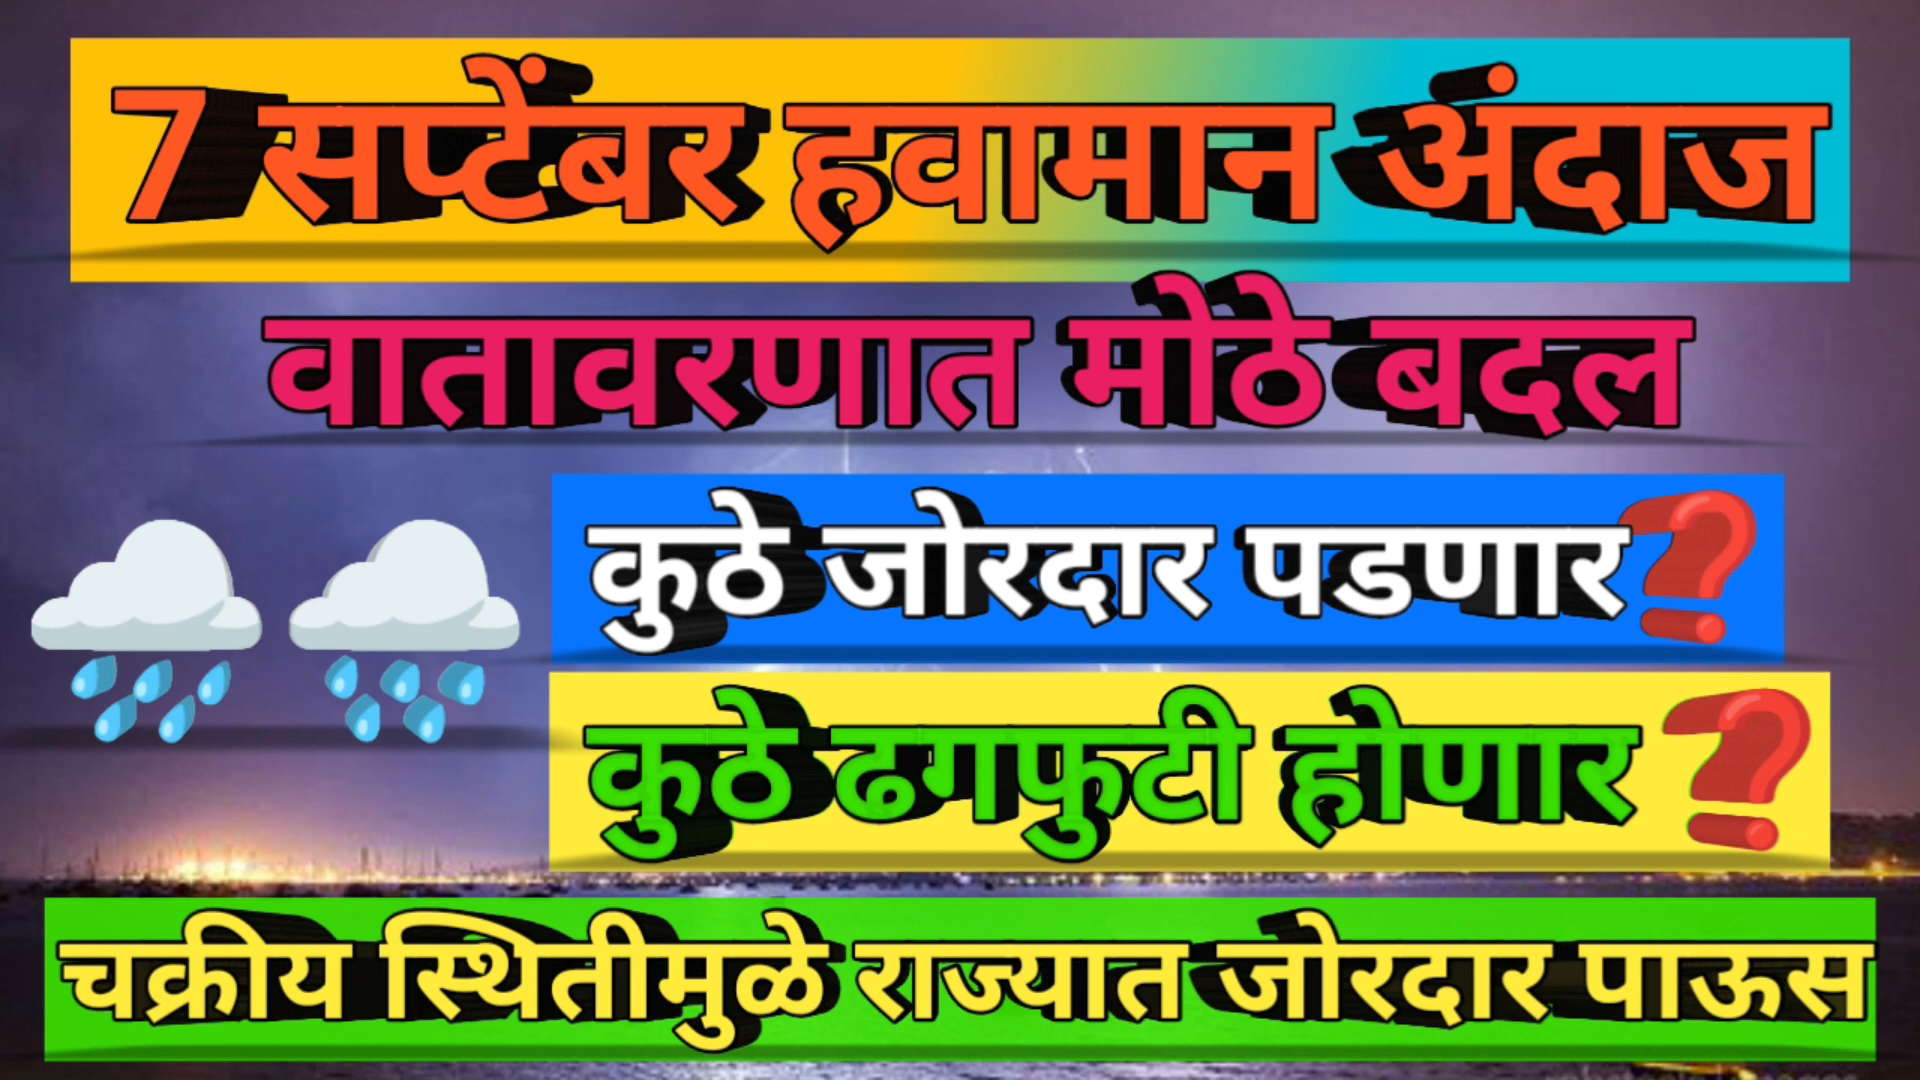 7 सप्टेंबर हवामान अंदाज
वातावरणात मोठे बदल
कुठे जोरदार पडणार❓
कुठे ढगफुटी होणार ❓
चक्रीय स्थितीमुळे राज्यात जोरदार पाऊस